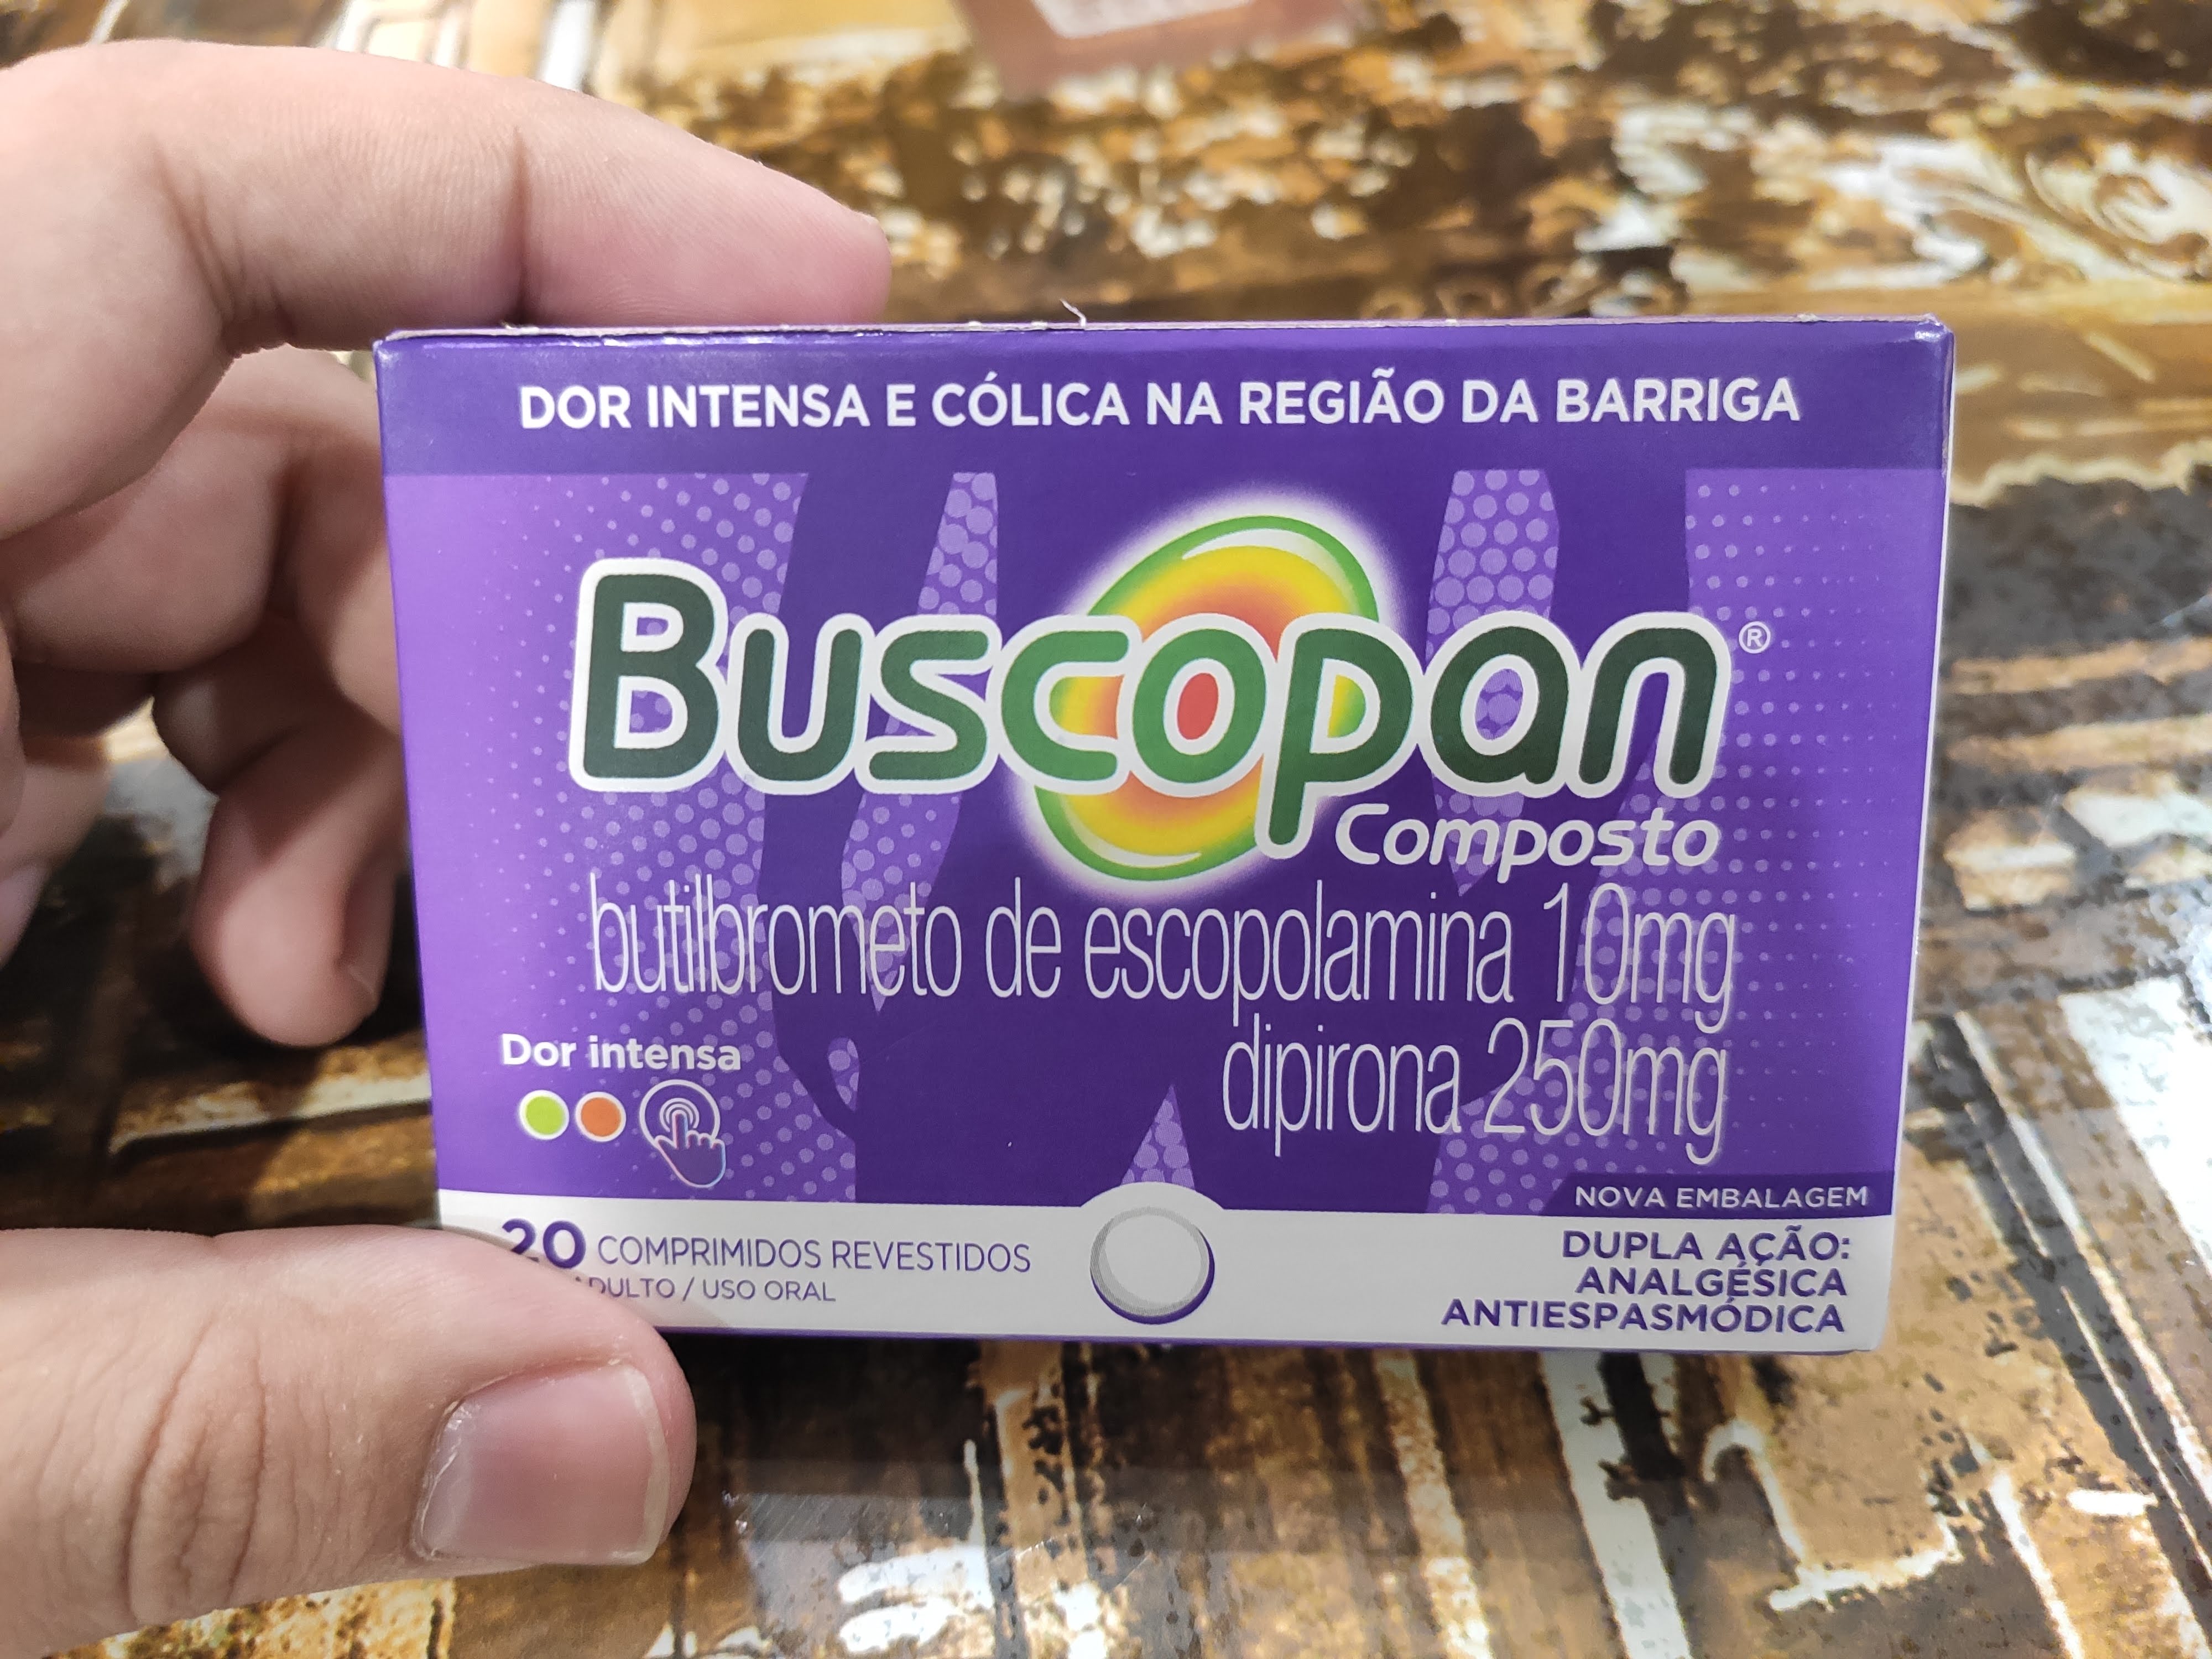 DOR INTENSA E CÓLICA NA REGIÃO DA BARRIGA
Buscopan®
Composto
butilbrometo de escopolamina 10mg
dipirona 250mg
Dor intensa
NOVA EMBALAGEM
20 COMPRIMIDOS REVESTIDOS
USO ORAL
DUPLA AÇÃO:
ANALGÉSICA
ANTIESPASMÓDICA